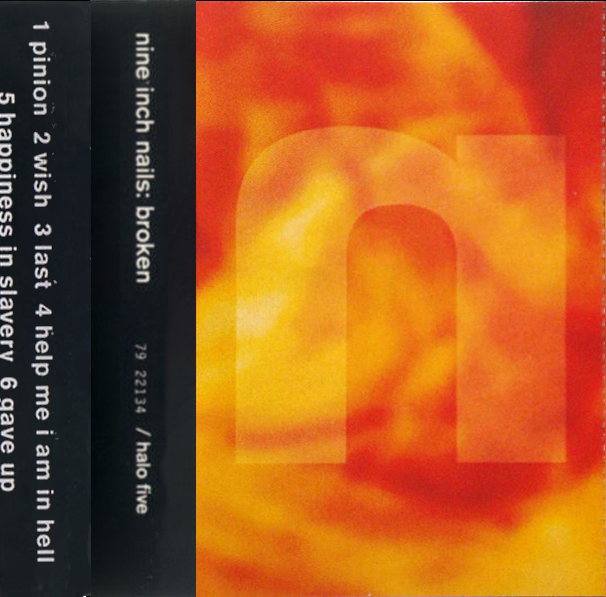 1 pinion 2 wish 3 last 4 help me i am in hell
5 happiness in slavery 6 gave up
nine inch nails: broken 79 22134 / halo five
n